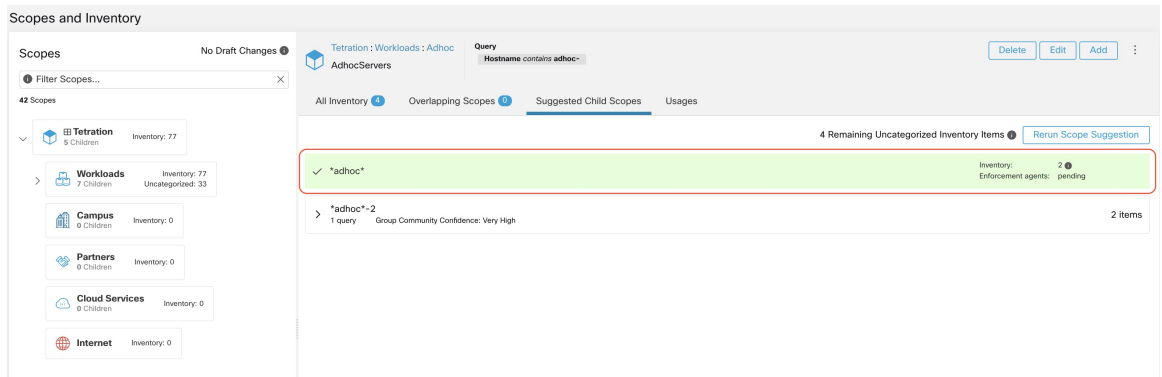 Scopes and Inventory
Scopes
No Draft Changes
Filter Scopes...
42 Scopes
Tetration
5 Children
Inventory: 77
Workloads
7 Children
Inventory: 77
Uncategorized: 33
Campus
0 Children
Inventory: 0
Partners
0 Children
Inventory: 0
Cloud Services
0 Children
Inventory: 0
Internet
Inventory: 0
Tetration : Workloads : Adhoc
AdhocServers
Query
Hostname contains adhoc-
Delete
Edit
Add
All Inventory 4
Overlapping Scopes 0
Suggested Child Scopes
Usages
4 Remaining Uncategorized Inventory Items
Rerun Scope Suggestion
*adhoc*
Inventory: 2
Enforcement agents: pending
*adhoc*-2
1 query Group Community Confidence: Very High
2 items